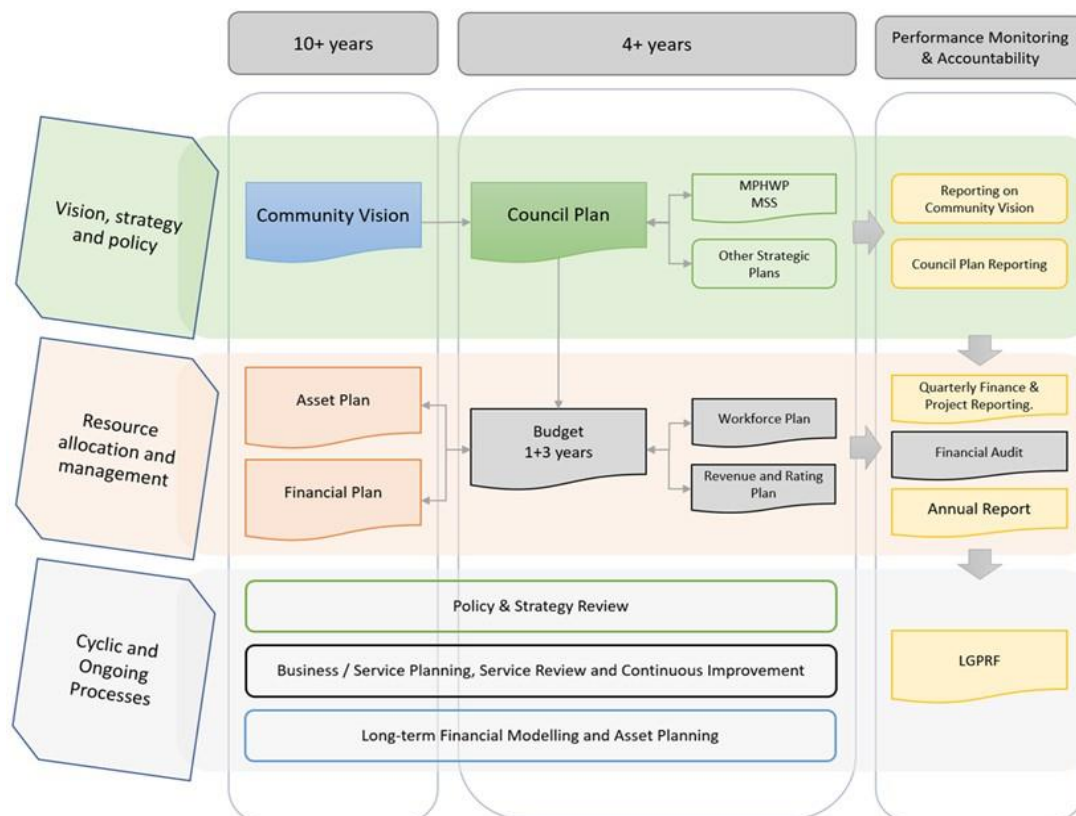 10+ years
4+ years
Performance Monitoring
& Accountability
Vision, strategy
and policy
Community Vision
Council Plan
MPHWP
MSS
Other Strategic
Plans
Reporting on
Community Vision
Council Plan Reporting
Resource
allocation and
management
Asset Plan
Financial Plan
Budget
1+3 years
Workforce Plan
Revenue and Rating
Plan
Quarterly Finance &
Project Reporting.
Financial Audit
Annual Report
Cyclic and
Ongoing
Processes
Policy & Strategy Review
Business / Service Planning, Service Review and Continuous Improvement
Long-term Financial Modelling and Asset Planning
LGPRF